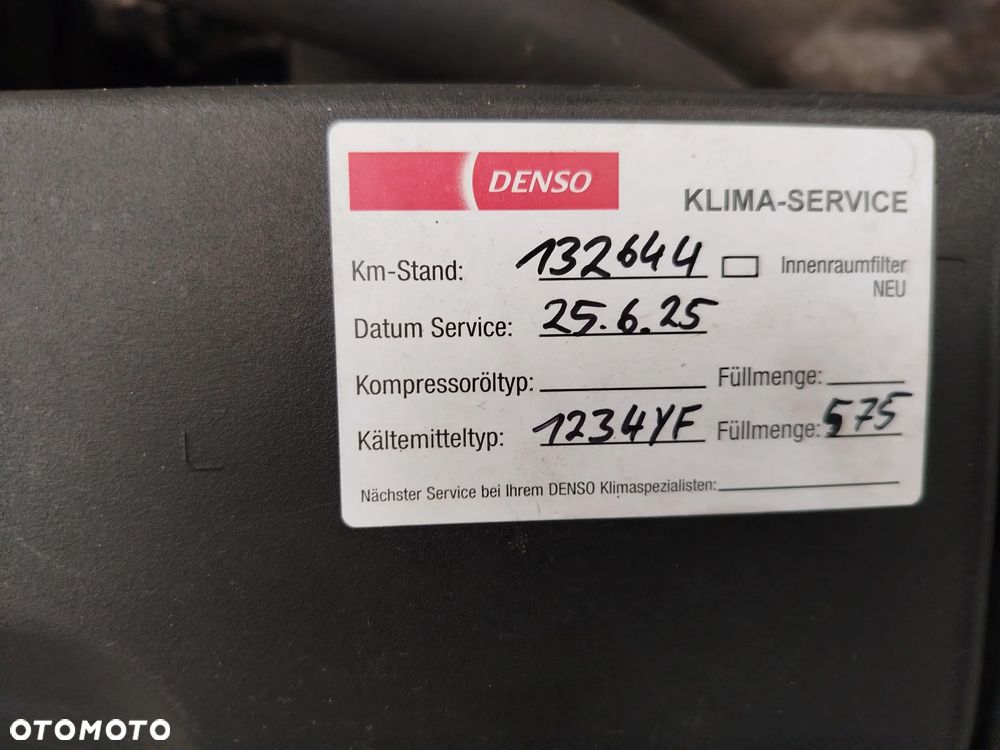 DENSO
KLIMA-SERVICE
Km-Stand: 132644 Innenraumfilter
NEU
Datum Service: 25.6.25
Kompressoröltyp: Füllmenge:
Kältemitteltyp: 1234YF Füllmenge: 575
Nächster Service bei Ihrem DENSO Klimaspezialisten:
OTOMOTO